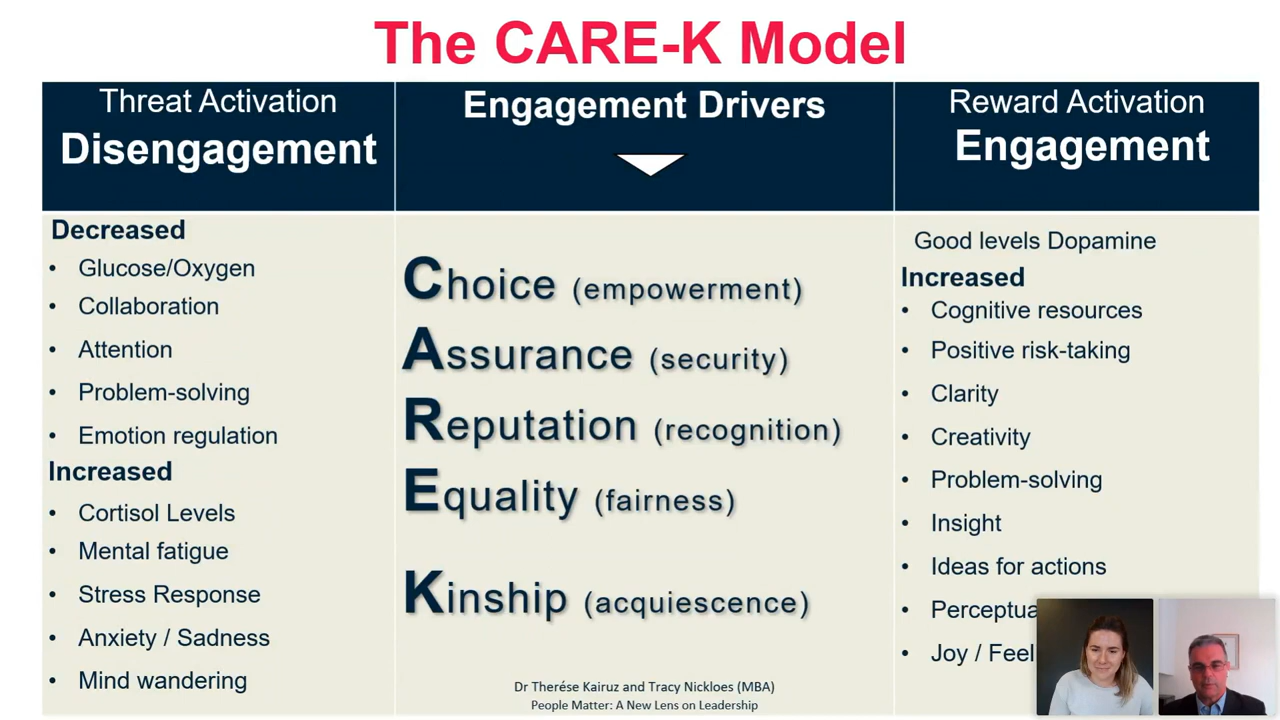 The CARE-K Model
Threat Activation
Disengagement
Decreased
• Glucose/Oxygen
• Collaboration
• Attention
• Problem-solving
• Emotion regulation
Increased
• Cortisol Levels
• Mental fatigue
• Stress Response
• Anxiety / Sadness
• Mind wandering
Engagement Drivers
Choice (empowerment)
Assurance (security)
Reputation (recognition)
Equality (fairness)
Kinship (acquiescence)
Dr Therése Kairuz and Tracy Nickloes (MBA)
People Matter: A New Lens on Leadership
Reward Activation
Engagement
Good levels Dopamine
Increased
• Cognitive resources
• Positive risk-taking
• Clarity
• Creativity
• Problem-solving
• Insight
• Ideas for actions
• Perceptua
• Joy / Feel